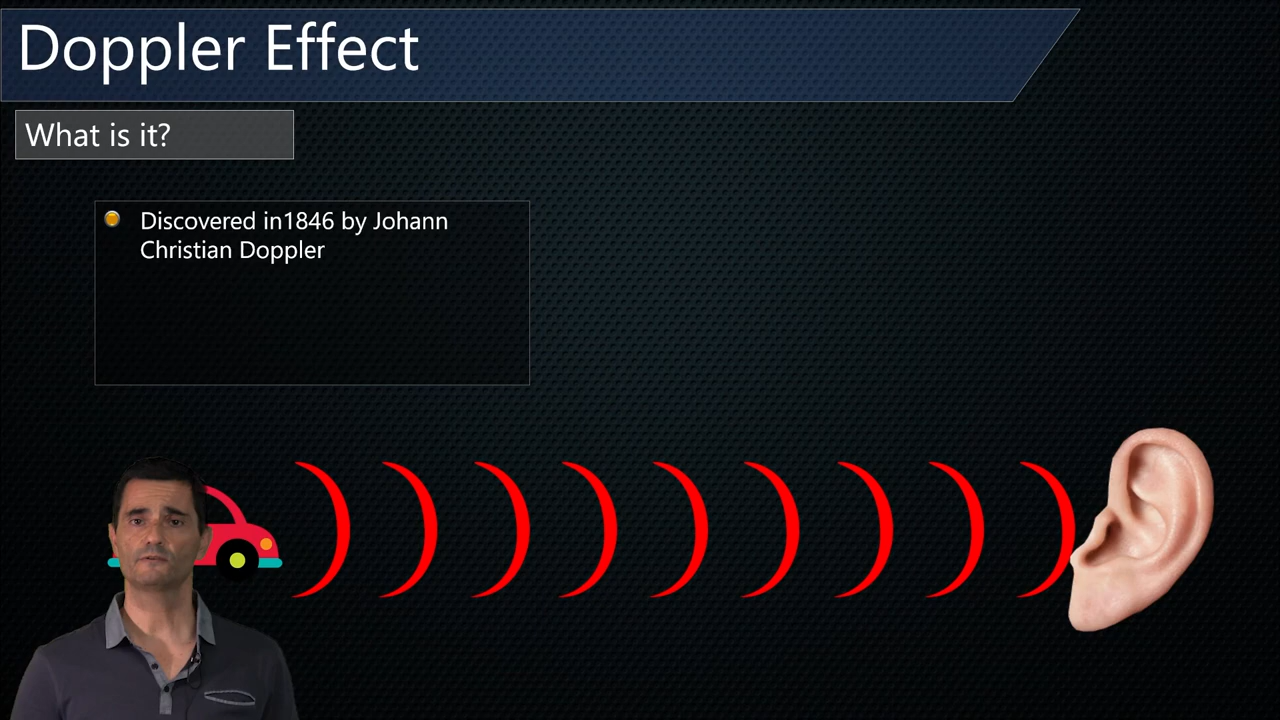 Doppler Effect
What is it?
Discovered in1846 by Johann
Christian Doppler